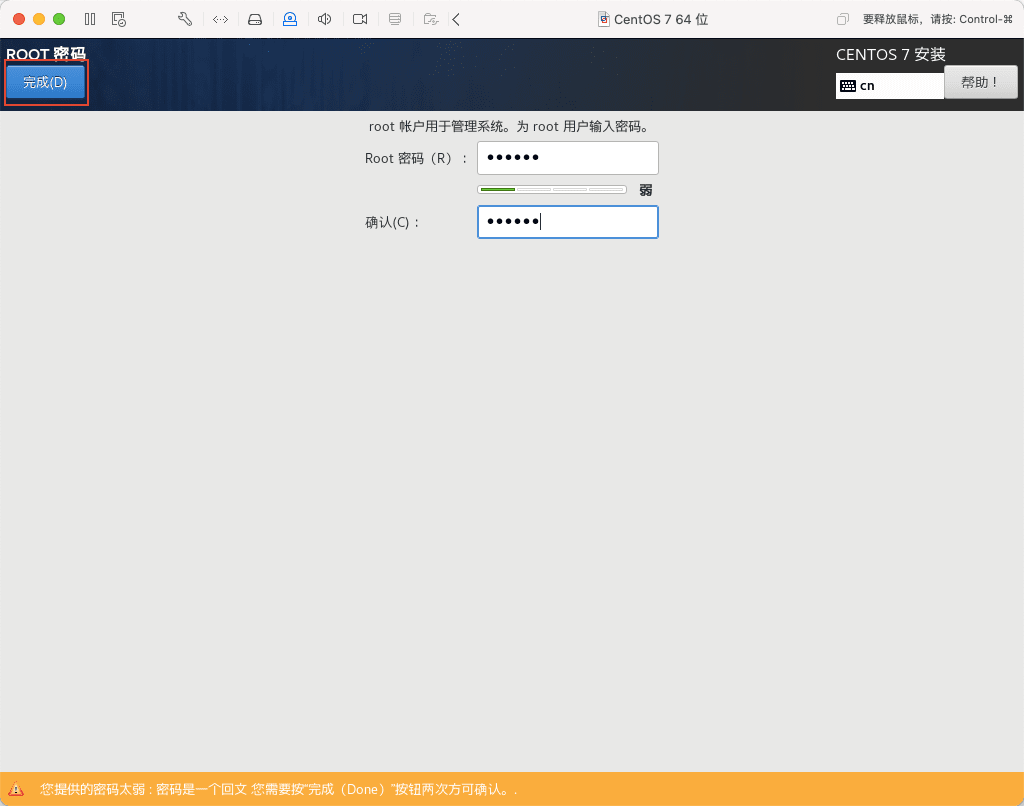 CentOS 7 64 位
要释放鼠标，请按: Control-⌘
ROOT 密码
CENTOS 7 安装
完成(D)
cn
帮助！
root 帐户用于管理系统。为 root 用户输入密码。
Root 密码（R）：
●●●●●●
弱
确认(C)：
●●●●●●
您提供的密码太弱 : 密码是一个回文 您需要按“完成（Done）”按钮两次方可确认。.